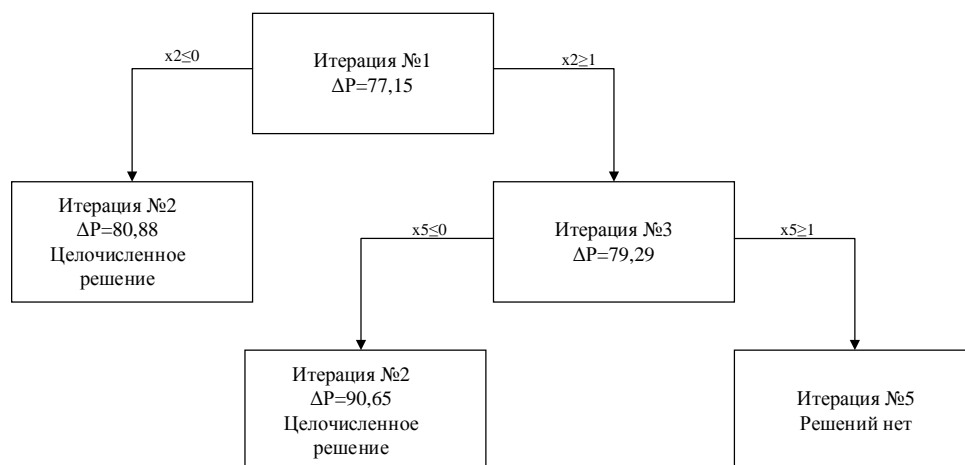 x2≤0
Итерация №1
ΔP=77,15
x2≥1
Итерация №2
ΔP=80,88
Целочисленное
решение
x5≤0
Итерация №3
ΔP=79,29
x5≥1
Итерация №2
ΔP=90,65
Целочисленное
решение
Итерация №5
Решений нет